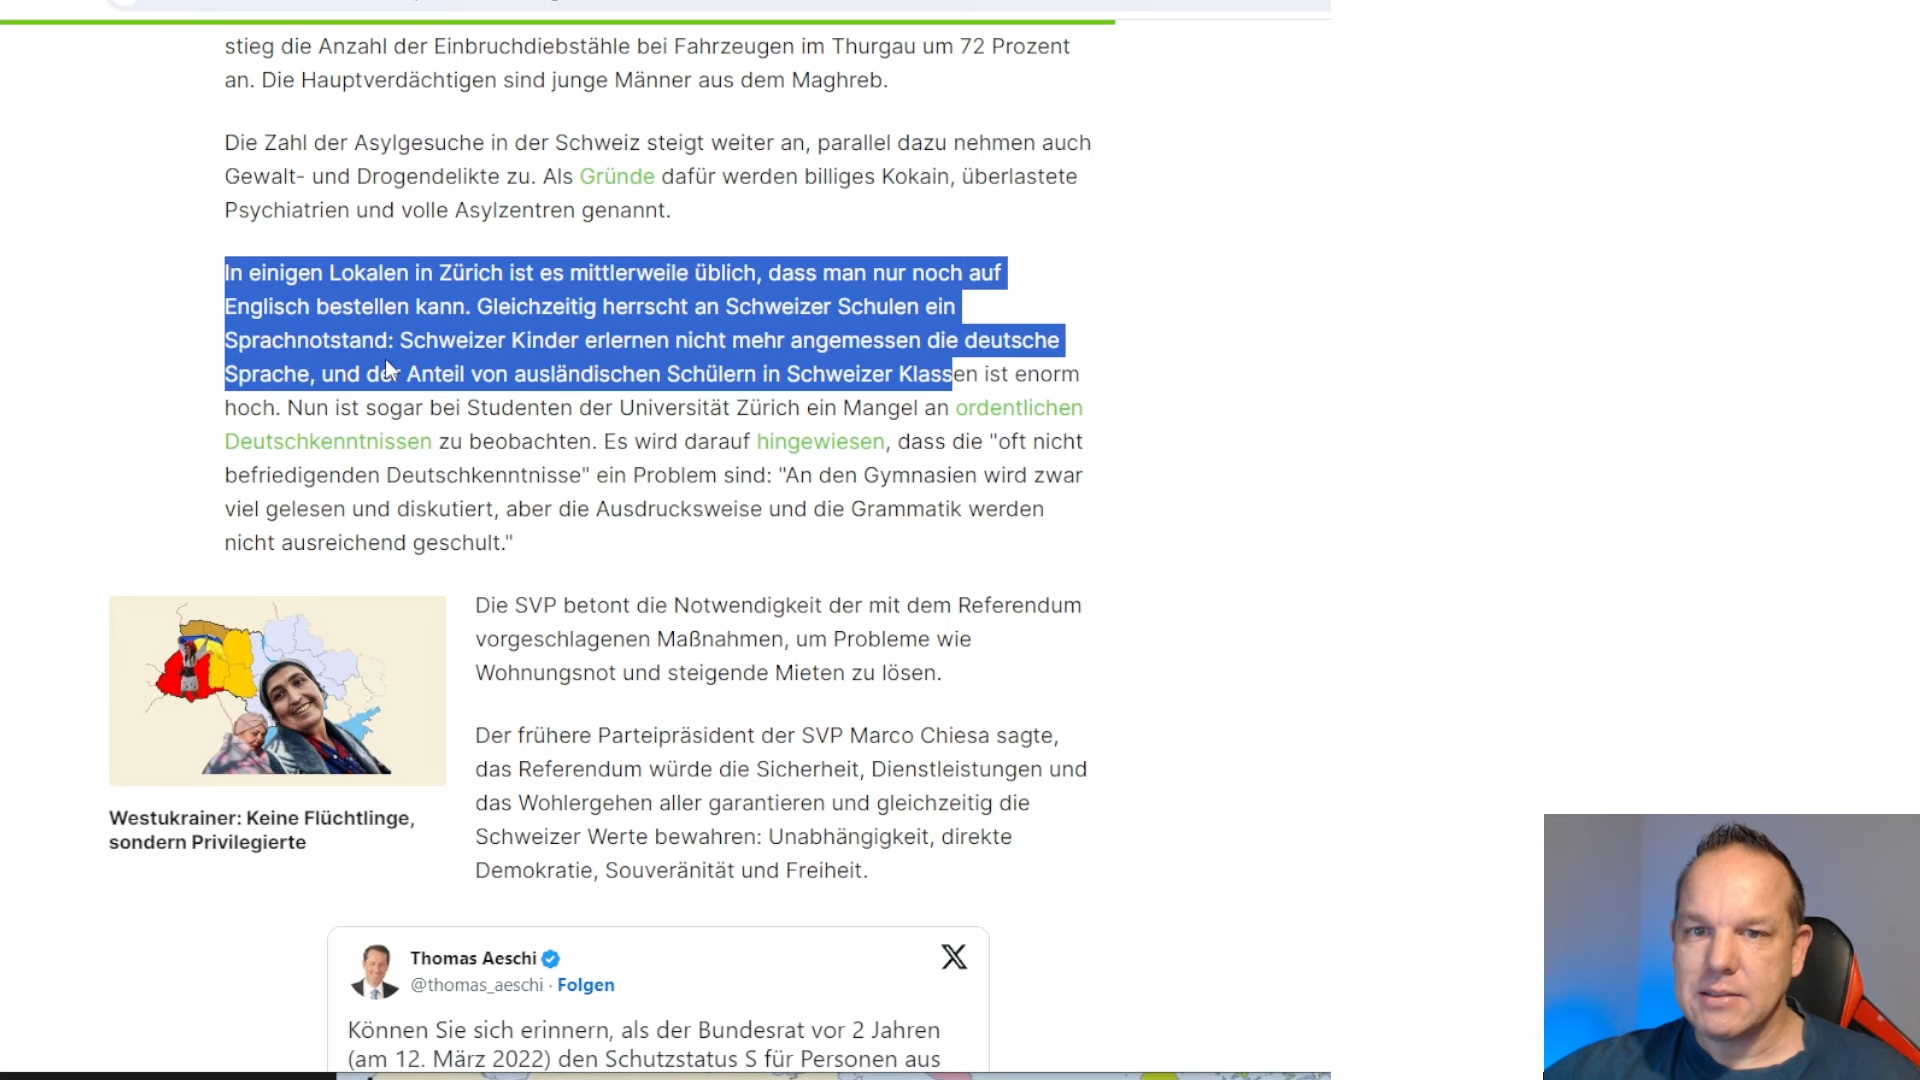 stieg die Anzahl der Einbruchdiebstähle bei Fahrzeugen im Thurgau um 72 Prozent
an. Die Hauptverdächtigen sind junge Männer aus dem Maghreb.
Die Zahl der Asylgesuche in der Schweiz steigt weiter an, parallel dazu nehmen auch
Gewalt- und Drogendelikte zu. Als Gründe dafür werden billiges Kokain, überlastete
Psychiatrien und volle Asylzentren genannt.
In einigen Lokalen in Zürich ist es mittlerweile üblich, dass man nur noch auf
Englisch bestellen kann. Gleichzeitig herrscht an Schweizer Schulen ein
Sprachnotstand: Schweizer Kinder erlernen nicht mehr angemessen die deutsche
Sprache, und der Anteil von ausländischen Schülern in Schweizer Klassen ist enorm
hoch. Nun ist sogar bei Studenten der Universität Zürich ein Mangel an ordentlichen
Deutschkenntnissen zu beobachten. Es wird darauf hingewiesen, dass die "oft nicht
befriedigenden Deutschkenntnisse" ein Problem sind: "An den Gymnasien wird zwar
viel gelesen und diskutiert, aber die Ausdrucksweise und die Grammatik werden
nicht ausreichend geschult."
Westukrainer: Keine Flüchtlinge,
sondern Privilegierte
Die SVP betont die Notwendigkeit der mit dem Referendum
vorgeschlagenen Maßnahmen, um Probleme wie
Wohnungsnot und steigende Mieten zu lösen.
Der frühere Parteipräsident der SVP Marco Chiesa sagte,
das Referendum würde die Sicherheit, Dienstleistungen und
das Wohlergehen aller garantieren und gleichzeitig die
Schweizer Werte bewahren: Unabhängigkeit, direkte
Demokratie, Souveränität und Freiheit.
Thomas Aeschi
@thomas_aeschi · Folgen
Können Sie sich erinnern, als der Bundesrat vor 2 Jahren
(am 12. März 2022) den Schutzstatus S für Personen aus